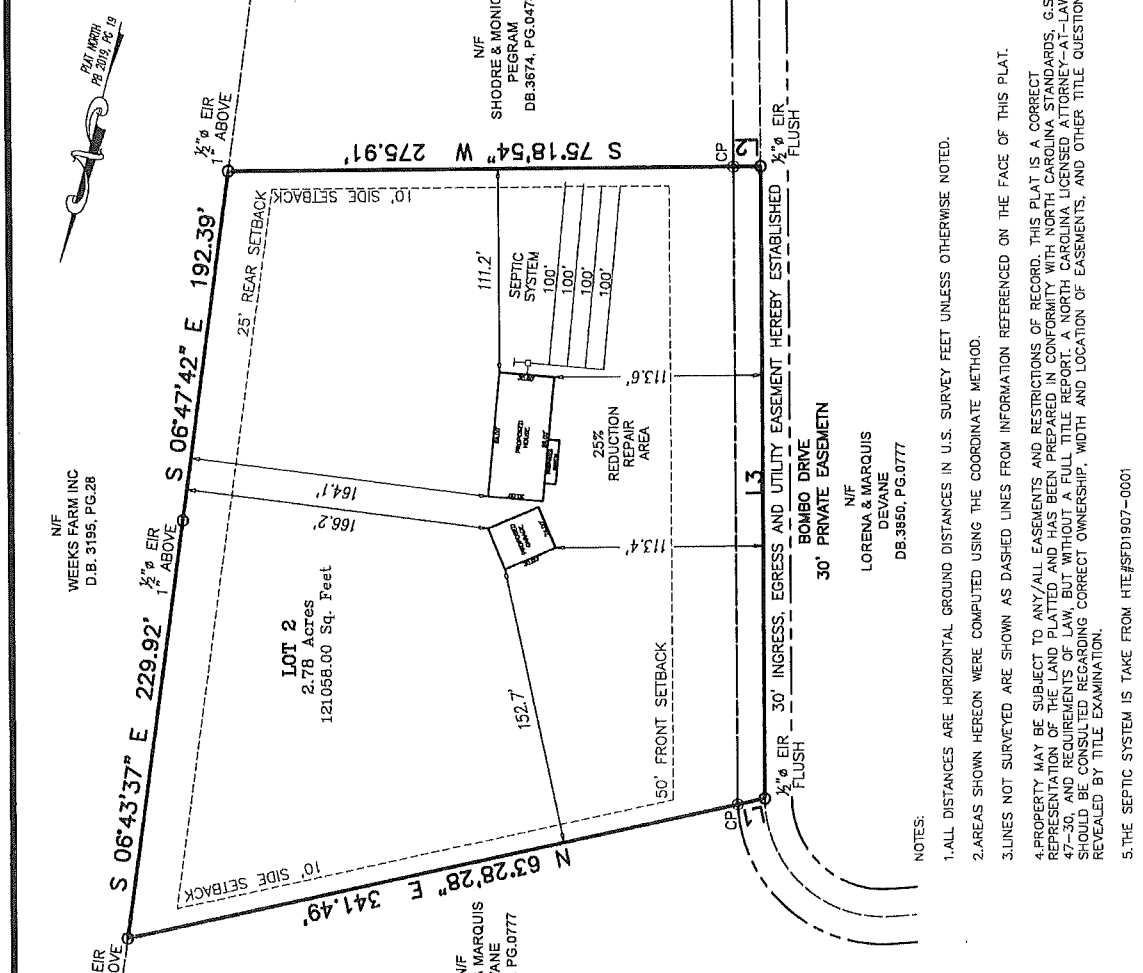 PLAT NORTH
PB 2019, PG 19
N/F
WEEKS FARM INC
D.B. 3195, PG.28
EIR
OVE
S 06°43'37" E 229.92'
½"ø EIR
1" ABOVE
S 06°47'42" E 192.39'
½"ø EIR
1" ABOVE
25' REAR SETBACK
10' SIDE SETBACK
S 75°18'54" W 275.91'
N/F
SHODRE & MONIC
PEGRAM
DB.3674, PG.047
LOT 2
2.78 Acres
121058.00 Sq. Feet
166.2'
164.1'
111.2'
SEPTIC
SYSTEM
100'
100'
100'
100'
PROPOSED
HOUSE
25%
REDUCTION
REPAIR
AREA
113.6'
113.4'
152.7'
10' SIDE SETBACK
N 63°28'28" E 341.49'
N/F
MARQUIS
ANE
PG.0777
50' FRONT SETBACK
CP
L1
L3
CP
L2
½"ø EIR
FLUSH
½"ø EIR
FLUSH
30' INGRESS, EGRESS AND UTILITY EASEMENT HEREBY ESTABLISHED
BOMBO DRIVE
30' PRIVATE EASEMETN
N/F
LORENA & MARQUIS
DEVANE
DB.3850, PG.0777
NOTES:
1.ALL DISTANCES ARE HORIZONTAL GROUND DISTANCES IN U.S. SURVEY FEET UNLESS OTHERWISE NOTED.
2.AREAS SHOWN HEREON WERE COMPUTED USING THE COORDINATE METHOD.
3.LINES NOT SURVEYED ARE SHOWN AS DASHED LINES FROM INFORMATION REFERENCED ON THE FACE OF THIS PLAT.
4.PROPERTY MAY BE SUBJECT TO ANY/ALL EASEMENTS AND RESTRICTIONS OF RECORD. THIS PLAT IS A CORRECT
REPRESENTATION OF THE LAND PLATTED AND HAS BEEN PREPARED IN CONFORMITY WITH NORTH CAROLINA STANDARDS, G.S
47-30, AND REQUIREMENTS OF LAW, BUT WITHOUT A FULL TITLE REPORT. A NORTH CAROLINA LICENSED ATTORNEY-AT-LAW
SHOULD BE CONSULTED REGARDING CORRECT OWNERSHIP, WIDTH AND LOCATION OF EASEMENTS, AND OTHER TITLE QUESTION
REVEALED BY TITLE EXAMINATION.
5.THE SEPTIC SYSTEM IS TAKE FROM HTE#SFD1907-0001